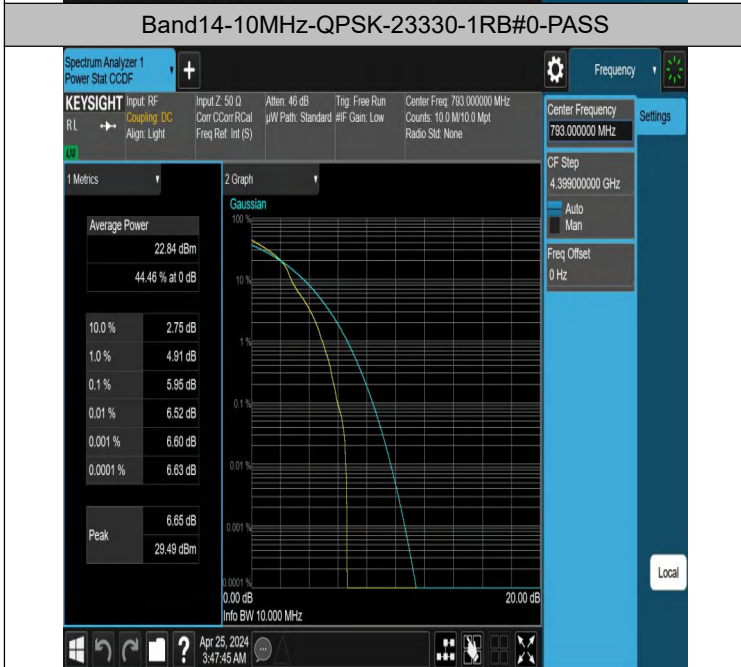 Band14-10MHz-QPSK-23330-1RB#0-PASS
Spectrum Analyzer 1
Power Stat CCDF
+
Frequency
KEYSIGHT
RL
LXI
Input: RF
Coupling: DC
Align: Light
Input Z: 50 Ω
Corr CCorr RCal
Freq Ref: Int (S)
Atten: 46 dB
µW Path: Standard
Trig: Free Run
#IF Gain: Low
Center Freq: 793.000000 MHz
Counts: 10.0 M/10.0 Mpt
Radio Std: None
Center Frequency
793.000000 MHz
Settings
CF Step
4.399000000 GHz
Auto
Man
Freq Offset
0 Hz
1 Metrics
Average Power
22.84 dBm
44.46 % at 0 dB
10.0 % 2.75 dB
1.0 % 4.91 dB
0.1 % 5.95 dB
0.01 % 6.52 dB
0.001 % 6.60 dB
0.0001 % 6.63 dB
Peak
6.65 dB
29.49 dBm
2 Graph
Gaussian
100 %
10 %
1 %
0.1 %
0.01 %
0.001 %
0.0001 %
0.00 dB
20.00 dB
Info BW 10.000 MHz
Local
?
Apr 25, 2024
3:47:45 AM